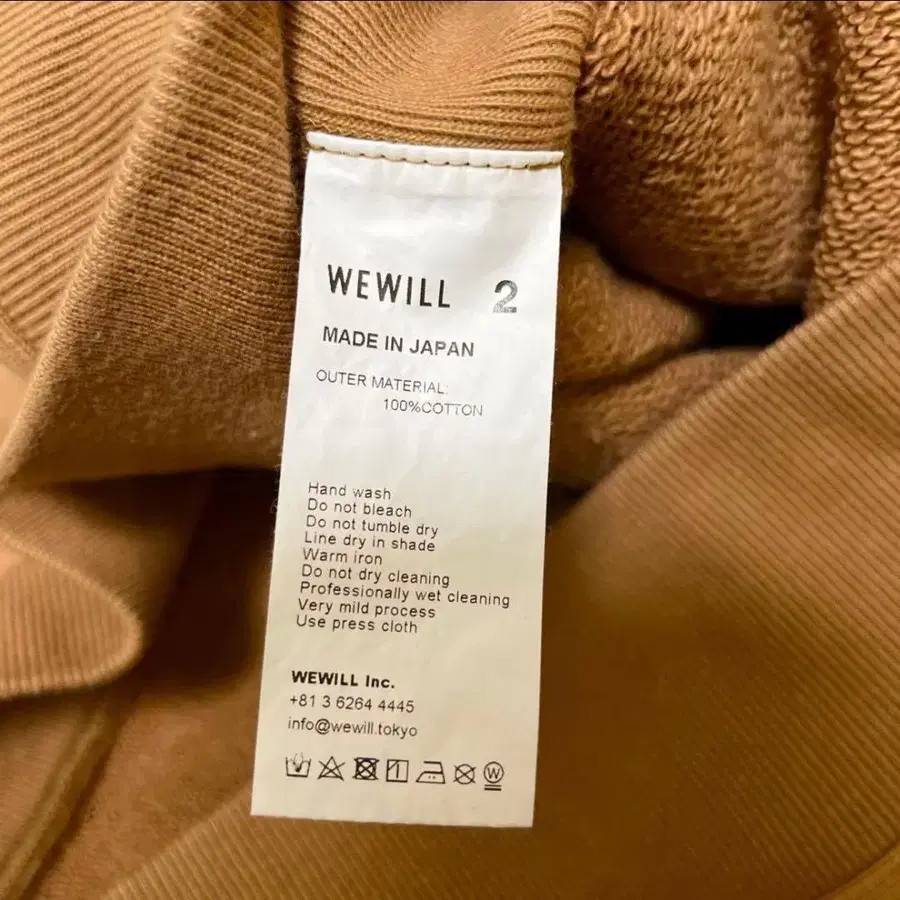 WEWILL 2
MADE IN JAPAN
OUTER MATERIAL:
100%COTTON
Hand wash
Do not bleach
Do not tumble dry
Line dry in shade
Warm iron
Do not dry cleaning
Professionally wet cleaning
Very mild process
Use press cloth
WEWILL Inc.
+81 3 6264 4445
info@wewill.tokyo
W